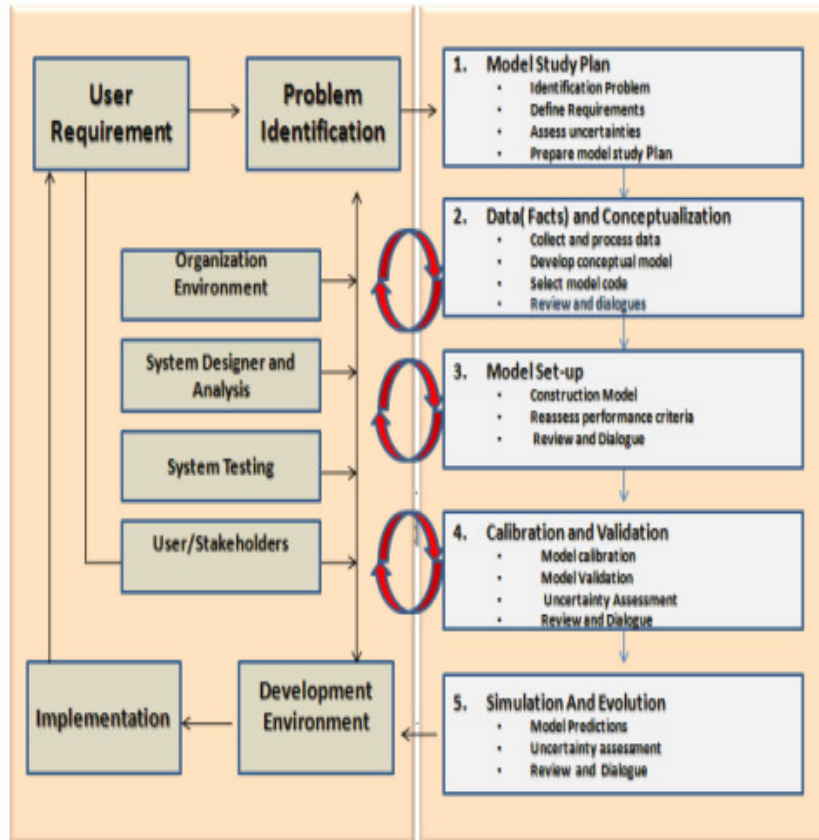 User
Requirement
Problem
Identification
Organization
Environment
System Designer and
Analysis
System Testing
User/Stakeholders
Implementation
Development
Environment
1. Model Study Plan
• Identification Problem
• Define Requirements
• Assess uncertainties
• Prepare model study Plan
2. Data( Facts) and Conceptualization
• Collect and process data
• Develop conceptual model
• Select model code
• Review and dialogues
3. Model Set-up
• Construction Model
• Reassess performance criteria
• Review and Dialogue
4. Calibration and Validation
• Model calibration
• Model Validation
• Uncertainty Assessment
• Review and Dialogue
5. Simulation And Evolution
• Model Predictions
• Uncertainty assessment
• Review and Dialogue